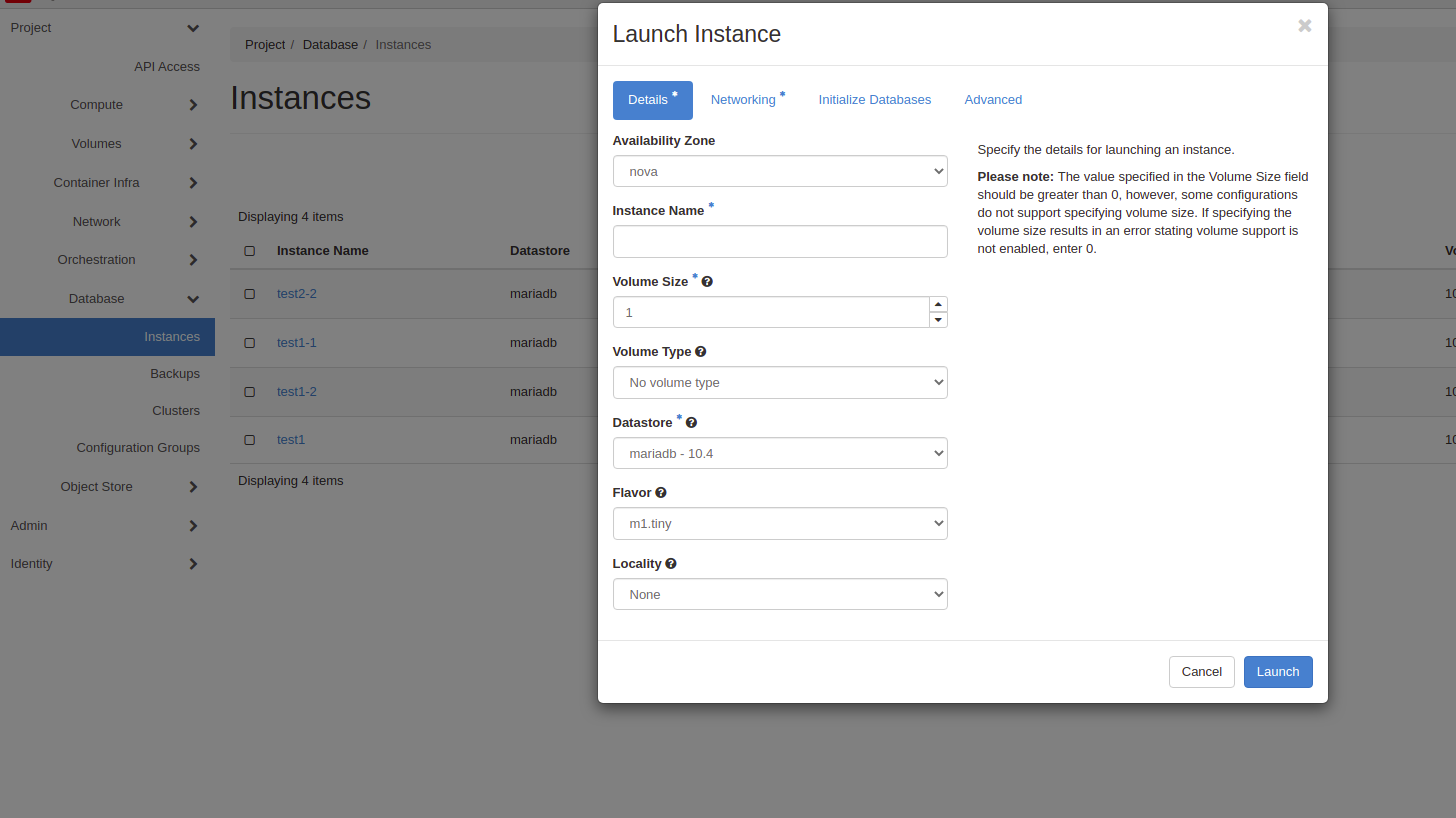 Project
API Access
Compute
Volumes
Container Infra
Network
Orchestration
Database
Instances
Backups
Clusters
Configuration Groups
Object Store
Admin
Identity
Project / Database / Instances
Instances
Displaying 4 items
Instance Name Datastore
test2-2 mariadb 10
test1-1 mariadb 10
test1-2 mariadb 10
test1 mariadb 10
Displaying 4 items
Launch Instance
Details * Networking * Initialize Databases Advanced
Availability Zone
nova
Instance Name *
Volume Size *
1
Volume Type
No volume type
Datastore *
mariadb - 10.4
Flavor
m1.tiny
Locality
None
Specify the details for launching an instance.
Please note: The value specified in the Volume Size field
should be greater than 0, however, some configurations
do not support specifying volume size. If specifying the
volume size results in an error stating volume support is
not enabled, enter 0.
Cancel Launch